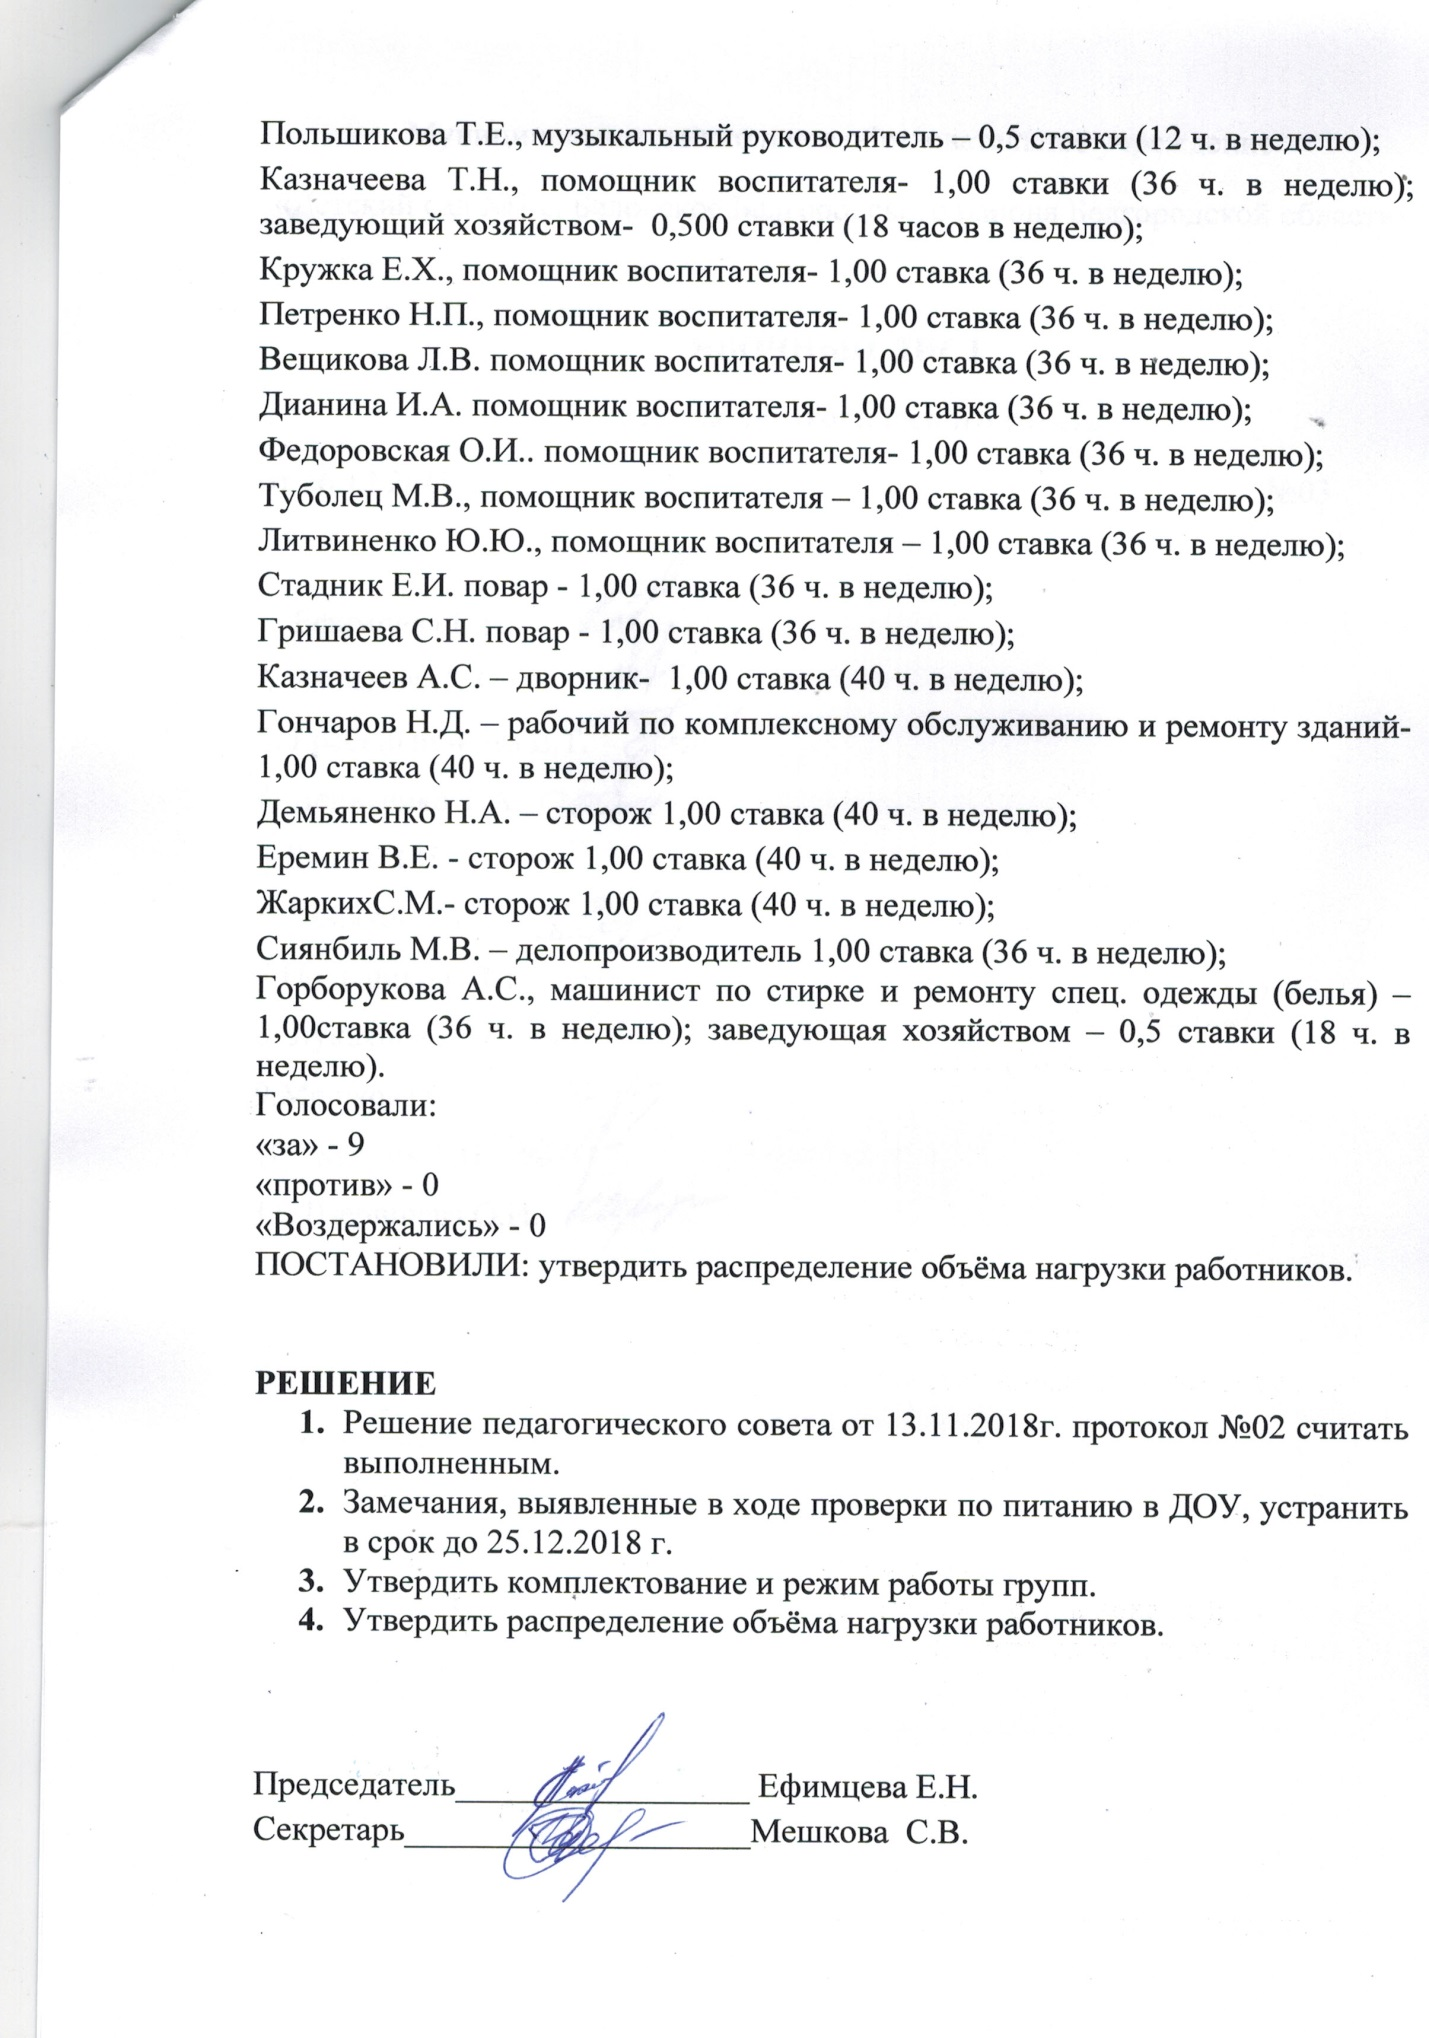 Польшикова Т.Е., музыкальный руководитель – 0,5 ставки (12 ч. в неделю);
Казначеева Т.Н., помощник воспитателя- 1,00 ставки (36 ч. в неделю);
заведующий хозяйством- 0,500 ставки (18 часов в неделю);
Кружка Е.Х., помощник воспитателя- 1,00 ставка (36 ч. в неделю);
Петренко Н.П., помощник воспитателя- 1,00 ставка (36 ч. в неделю);
Вещикова Л.В. помощник воспитателя- 1,00 ставка (36 ч. в неделю);
Дианина И.А. помощник воспитателя- 1,00 ставка (36 ч. в неделю);
Федоровская О.И.. помощник воспитателя- 1,00 ставка (36 ч. в неделю);
Туболец М.В., помощник воспитателя – 1,00 ставка (36 ч. в неделю);
Литвиненко Ю.Ю., помощник воспитателя – 1,00 ставка (36 ч. в неделю);
Стадник Е.И. повар - 1,00 ставка (36 ч. в неделю);
Гришаева С.Н. повар - 1,00 ставка (36 ч. в неделю);
Казначеев А.С. – дворник- 1,00 ставка (40 ч. в неделю);
Гончаров Н.Д. – рабочий по комплексному обслуживанию и ремонту зданий-
1,00 ставка (40 ч. в неделю);
Демьяненко Н.А. – сторож 1,00 ставка (40 ч. в неделю);
Еремин В.Е. - сторож 1,00 ставка (40 ч. в неделю);
ЖаркихС.М.- сторож 1,00 ставка (40 ч. в неделю);
Сиянбиль М.В. – делопроизводитель 1,00 ставка (36 ч. в неделю);
Горборукова А.С., машинист по стирке и ремонту спец. одежды (белья) –
1,00ставка (36 ч. в неделю); заведующая хозяйством – 0,5 ставки (18 ч. в
неделю).
Голосовали:
«за» - 9
«против» - 0
«Воздержались» - 0
ПОСТАНОВИЛИ: утвердить распределение объёма нагрузки работников.
РЕШЕНИЕ
1. Решение педагогического совета от 13.11.2018г. протокол №02 считать
выполненным.
2. Замечания, выявленные в ходе проверки по питанию в ДОУ, устранить
в срок до 25.12.2018 г.
3. Утвердить комплектование и режим работы групп.
4. Утвердить распределение объёма нагрузки работников.
Председатель_________________ Ефимцева Е.Н.
Секретарь____________________Мешкова С.В.